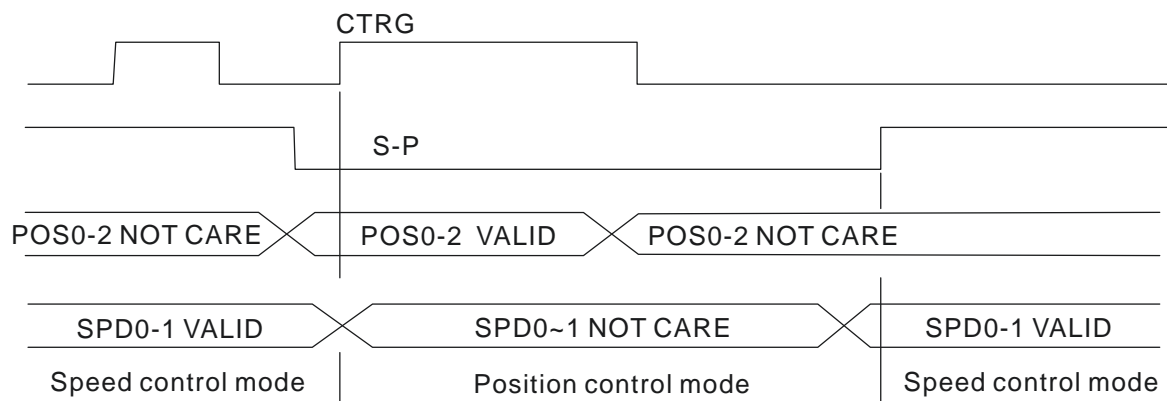 CTRG
S-P
POS0-2 NOT CARE POS0-2 VALID POS0-2 NOT CARE
SPD0-1 VALID SPD0~1 NOT CARE SPD0-1 VALID
Speed control mode Position control mode Speed control mode